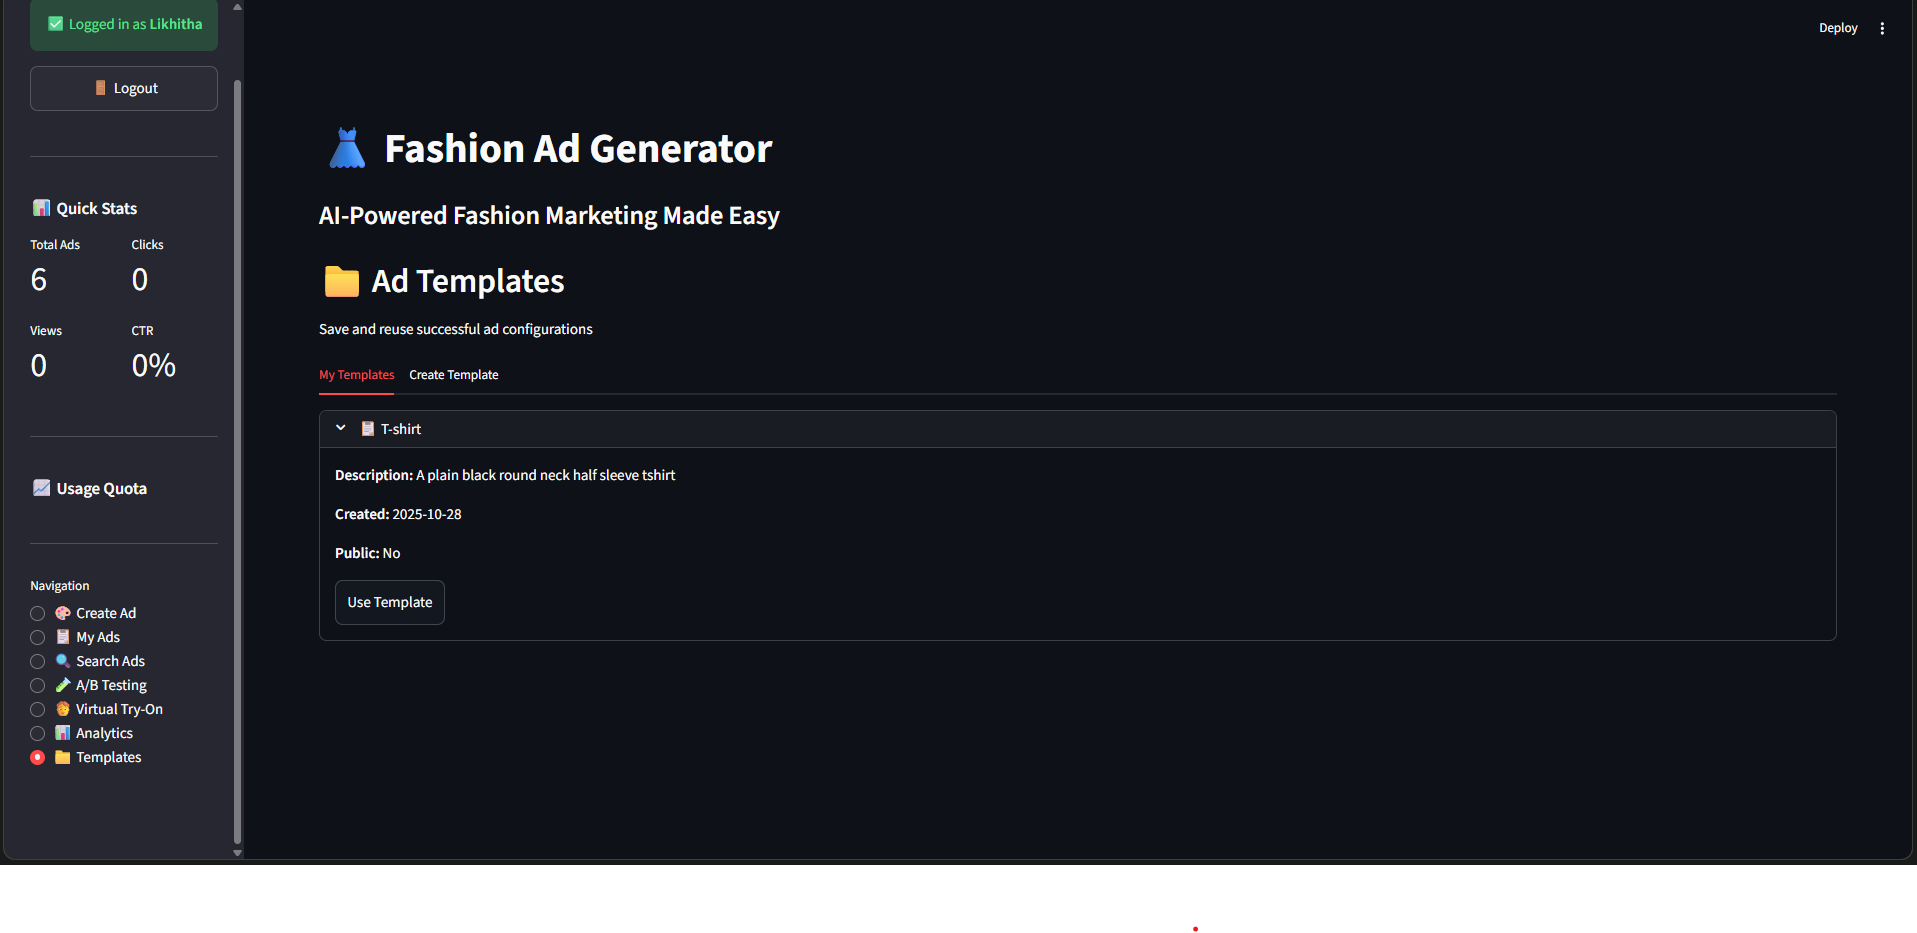 Logged in as Likhitha
Logout
Quick Stats
Total Ads
Clicks
6
0
Views
CTR
0
0%
Usage Quota
Navigation
Create Ad
My Ads
Search Ads
A/B Testing
Virtual Try-On
Analytics
Templates
Deploy
Fashion Ad Generator
AI-Powered Fashion Marketing Made Easy
Ad Templates
Save and reuse successful ad configurations
My Templates
Create Template
T-shirt
Description: A plain black round neck half sleeve tshirt
Created: 2025-10-28
Public: No
Use Template